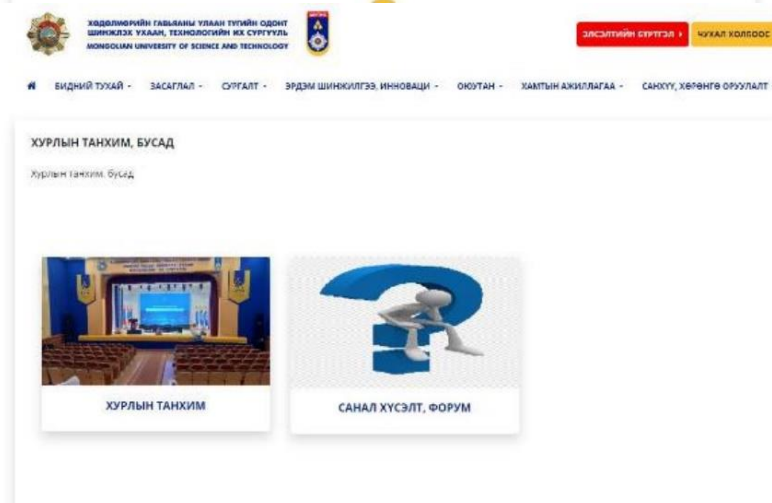 ХӨДӨЛМӨРИЙН ГАВЬЯАНЫ УЛААН ТУГИЙН ОДОНТ
ШИНЖЛЭХ УХААН, ТЕХНОЛОГИЙН ИХ СУРГУУЛЬ
MONGOLIAN UNIVERSITY OF SCIENCE AND TECHNOLOGY
ЭЛСЭЛТИЙН БҮРТГЭЛ
ЧУХАЛ ХОЛБООС
БИДНИЙ ТУХАЙ
ЗАСАГЛАЛ
СУРГАЛТ
ЭРДЭМ ШИНЖИЛГЭЭ, ИННОВАЦИ
ОЮУТАН
ХАМТЫН АЖИЛЛАГАА
САНХҮҮ, ХӨРӨНГӨ ОРУУЛАЛТ
ХУРЛЫН ТАНХИМ, БУСАД
Хурлын танхим, бусад
ХУРЛЫН ТАНХИМ
САНАЛ ХҮСЭЛТ, ФОРУМ